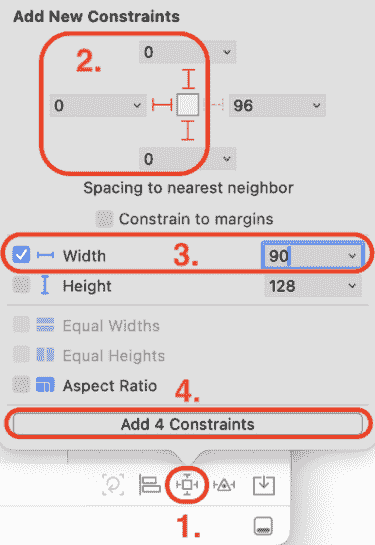 Add New Constraints
2.
0
0
96
0
Spacing to nearest neighbor
Constrain to margins
Width
3.
90
Height
128
Equal Widths
Equal Heights
Aspect Ratio
4.
Add 4 Constraints
1.